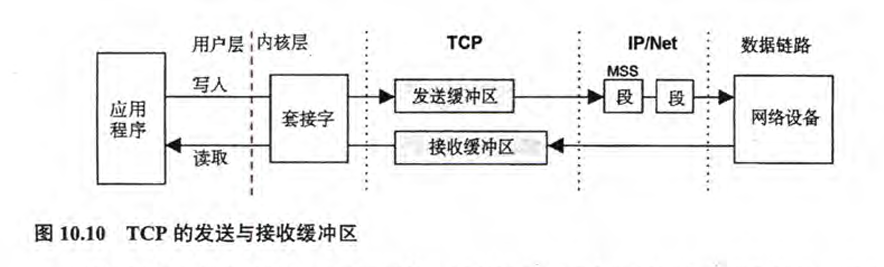 用户层 内核层 TCP IP/Net 数据链路
MSS
写入 发送缓冲区 段 段
应用
程序 套接字 网络设备
读取 接收缓冲区
图 10.10 TCP 的发送与接收缓冲区